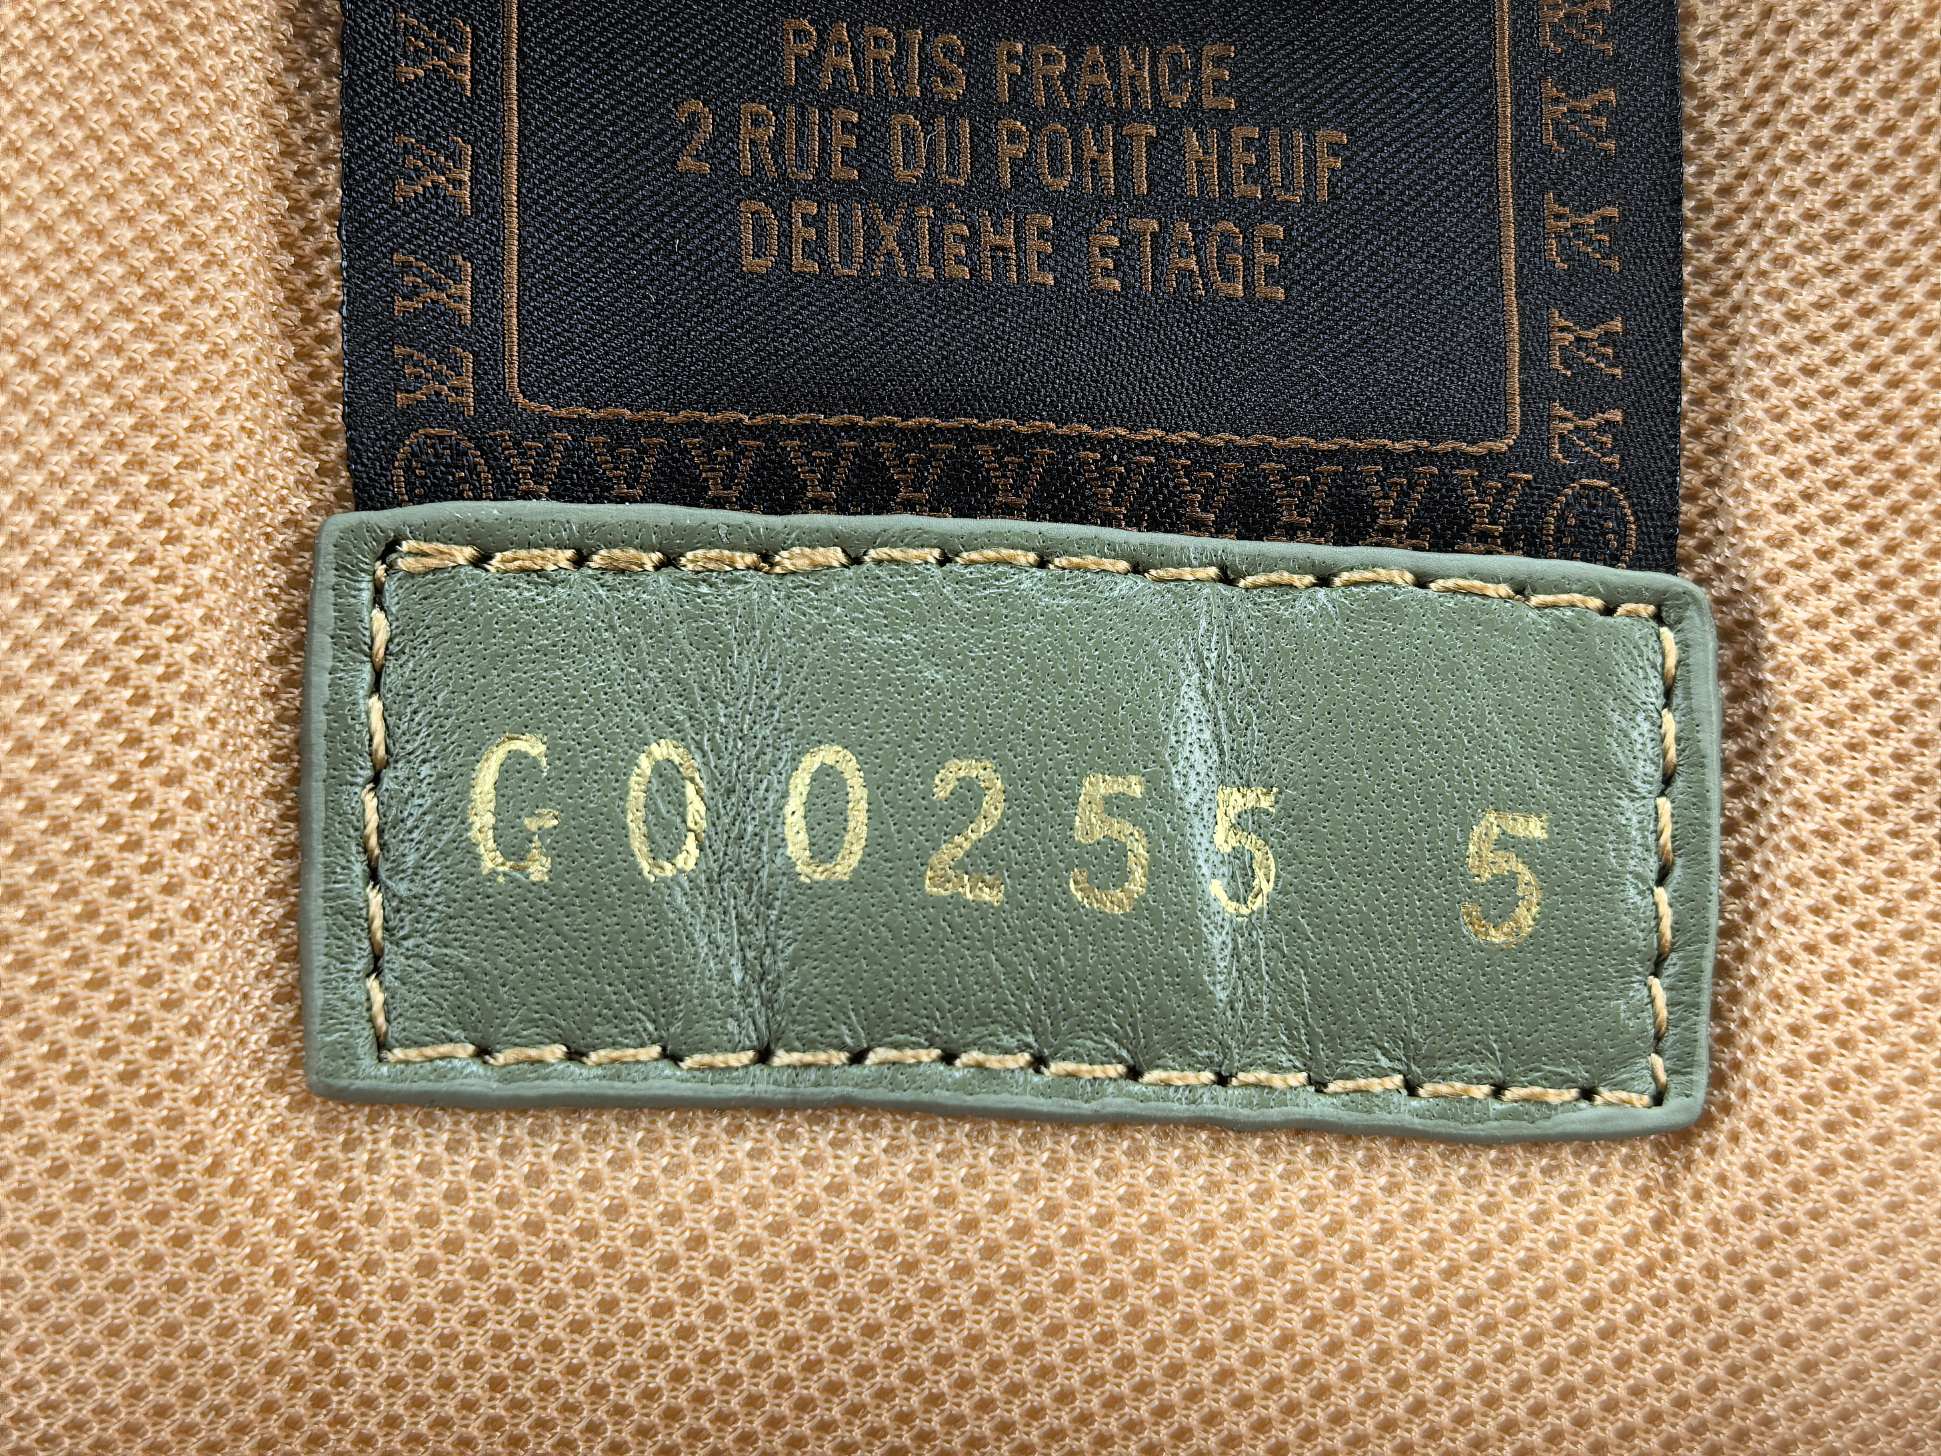 PARIS FRANCE
2 RUE DU PONT NEUF
DEUXIÈME ÉTAGE
G00255 5